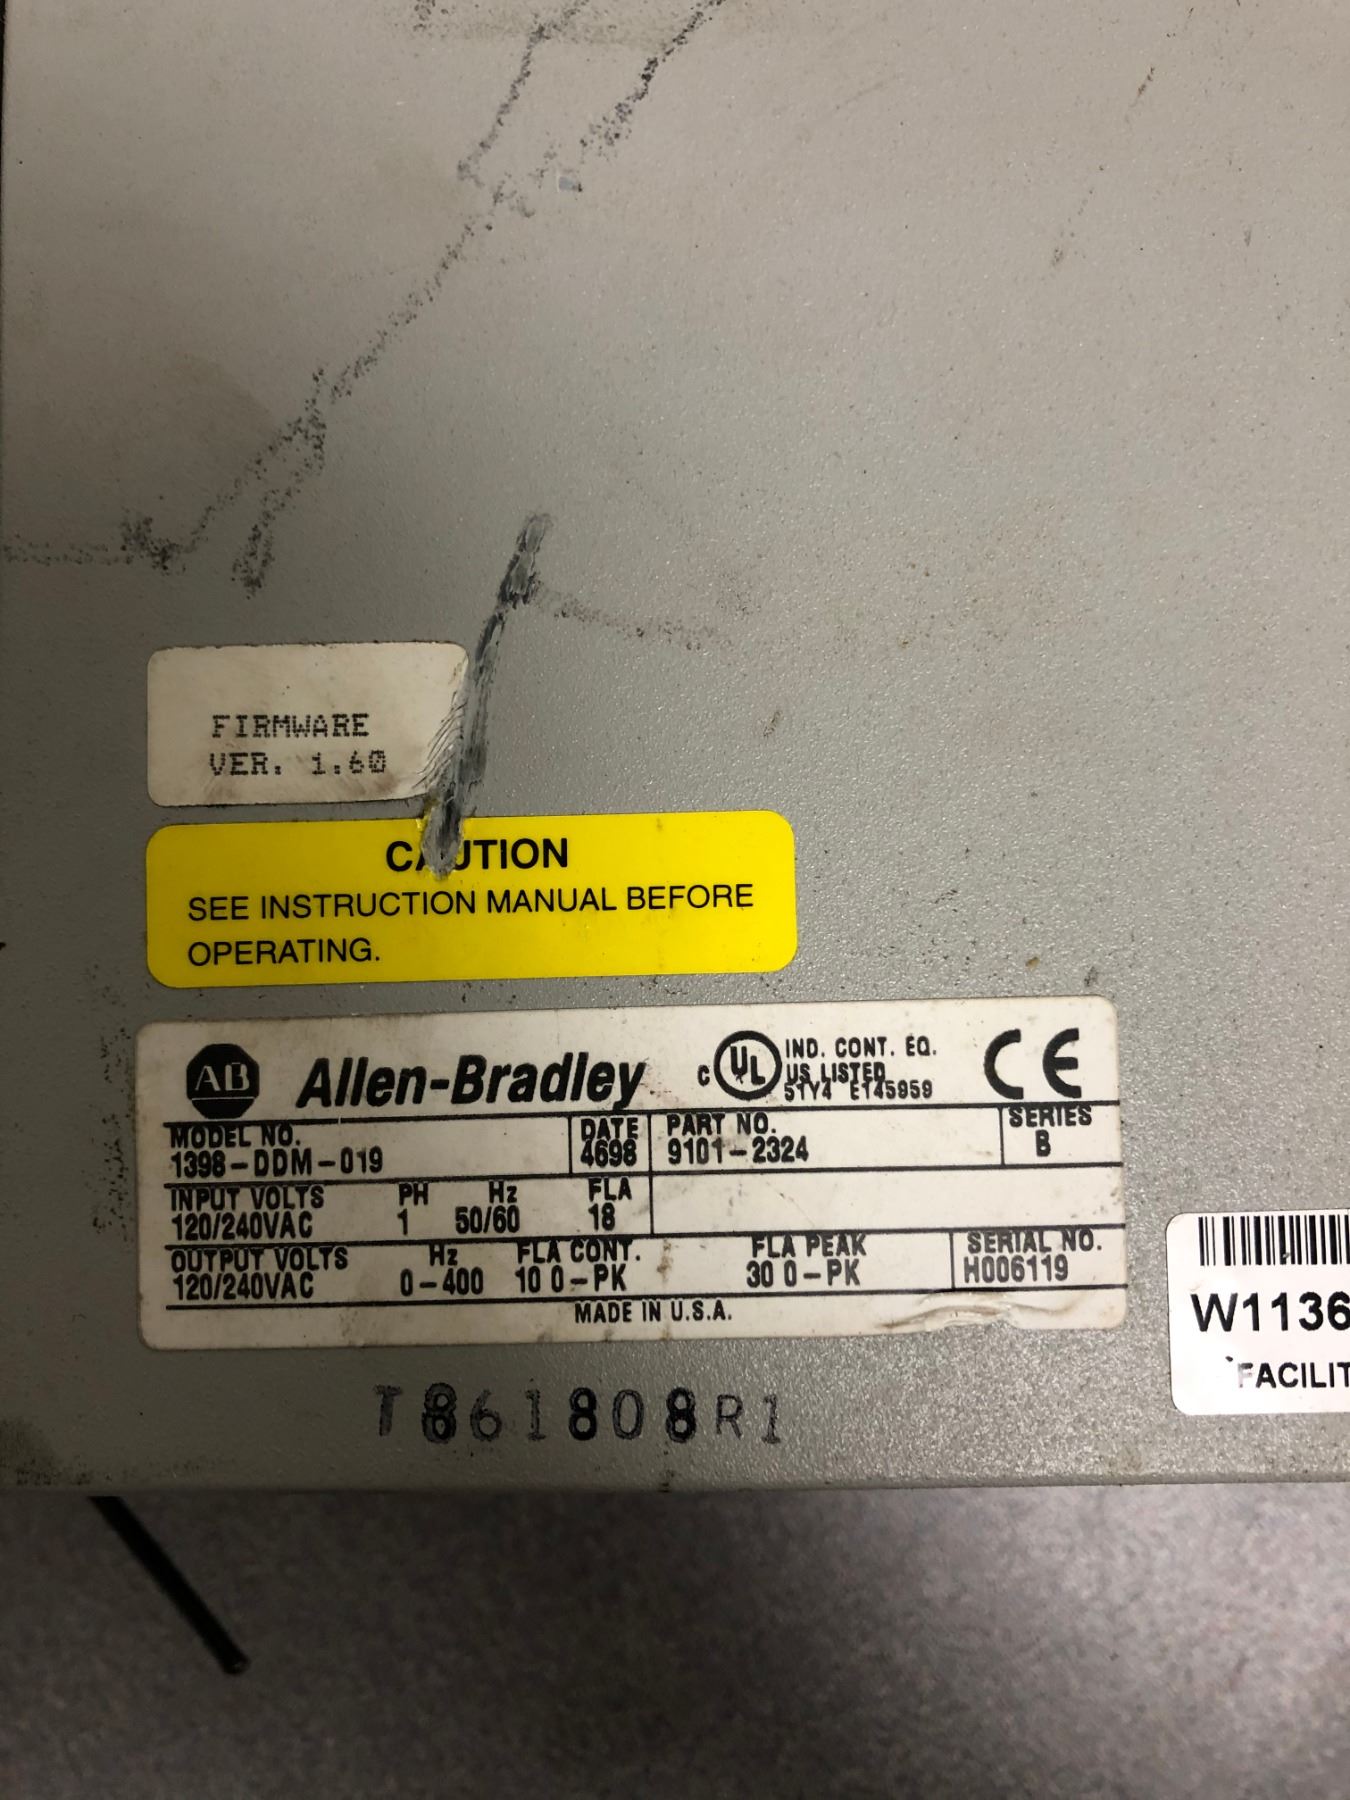 FIRMWARE
VER. 1.60
CAUTION
SEE INSTRUCTION MANUAL BEFORE
OPERATING.
AB Allen-Bradley
c UL IND. CONT. EQ.
US LISTED
51Y4 E145959
CE
MODEL NO.
1398-DDM-019
DATE
4698
PART NO.
9101-2324
SERIES
B
INPUT VOLTS PH Hz FLA
120/240VAC 1 50/60 18
OUTPUT VOLTS Hz FLA CONT. FLA PEAK SERIAL NO.
120/240VAC 0-400 10 0-PK 30 0-PK H006119
MADE IN U.S.A.
W1136
FACILIT
T861808R1